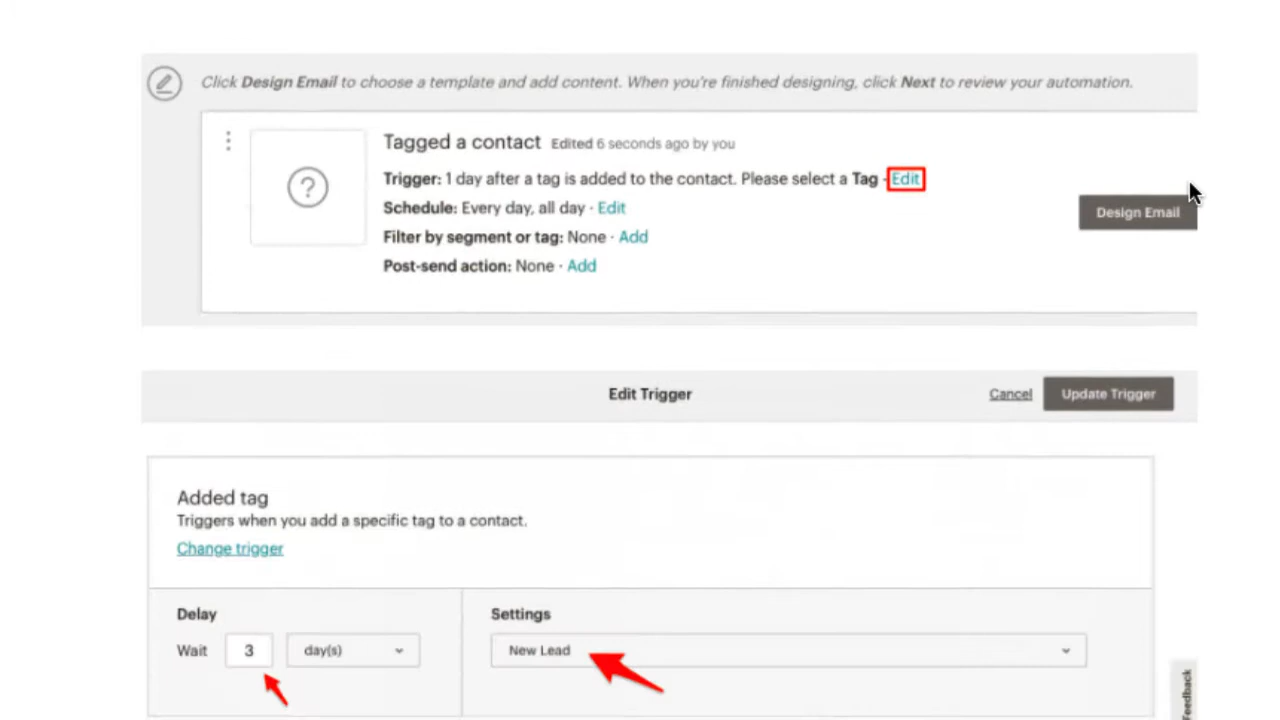 Click Design Email to choose a template and add content. When you're finished designing, click Next to review your automation.
Tagged a contact Edited 6 seconds ago by you
Trigger: 1 day after a tag is added to the contact. Please select a Tag · Edit
Schedule: Every day, all day · Edit
Design Email
Filter by segment or tag: None · Add
Post-send action: None · Add
Edit Trigger
Cancel
Update Trigger
Added tag
Triggers when you add a specific tag to a contact.
Change trigger
Delay
Settings
Wait 3 day(s)
New Lead
Feedback